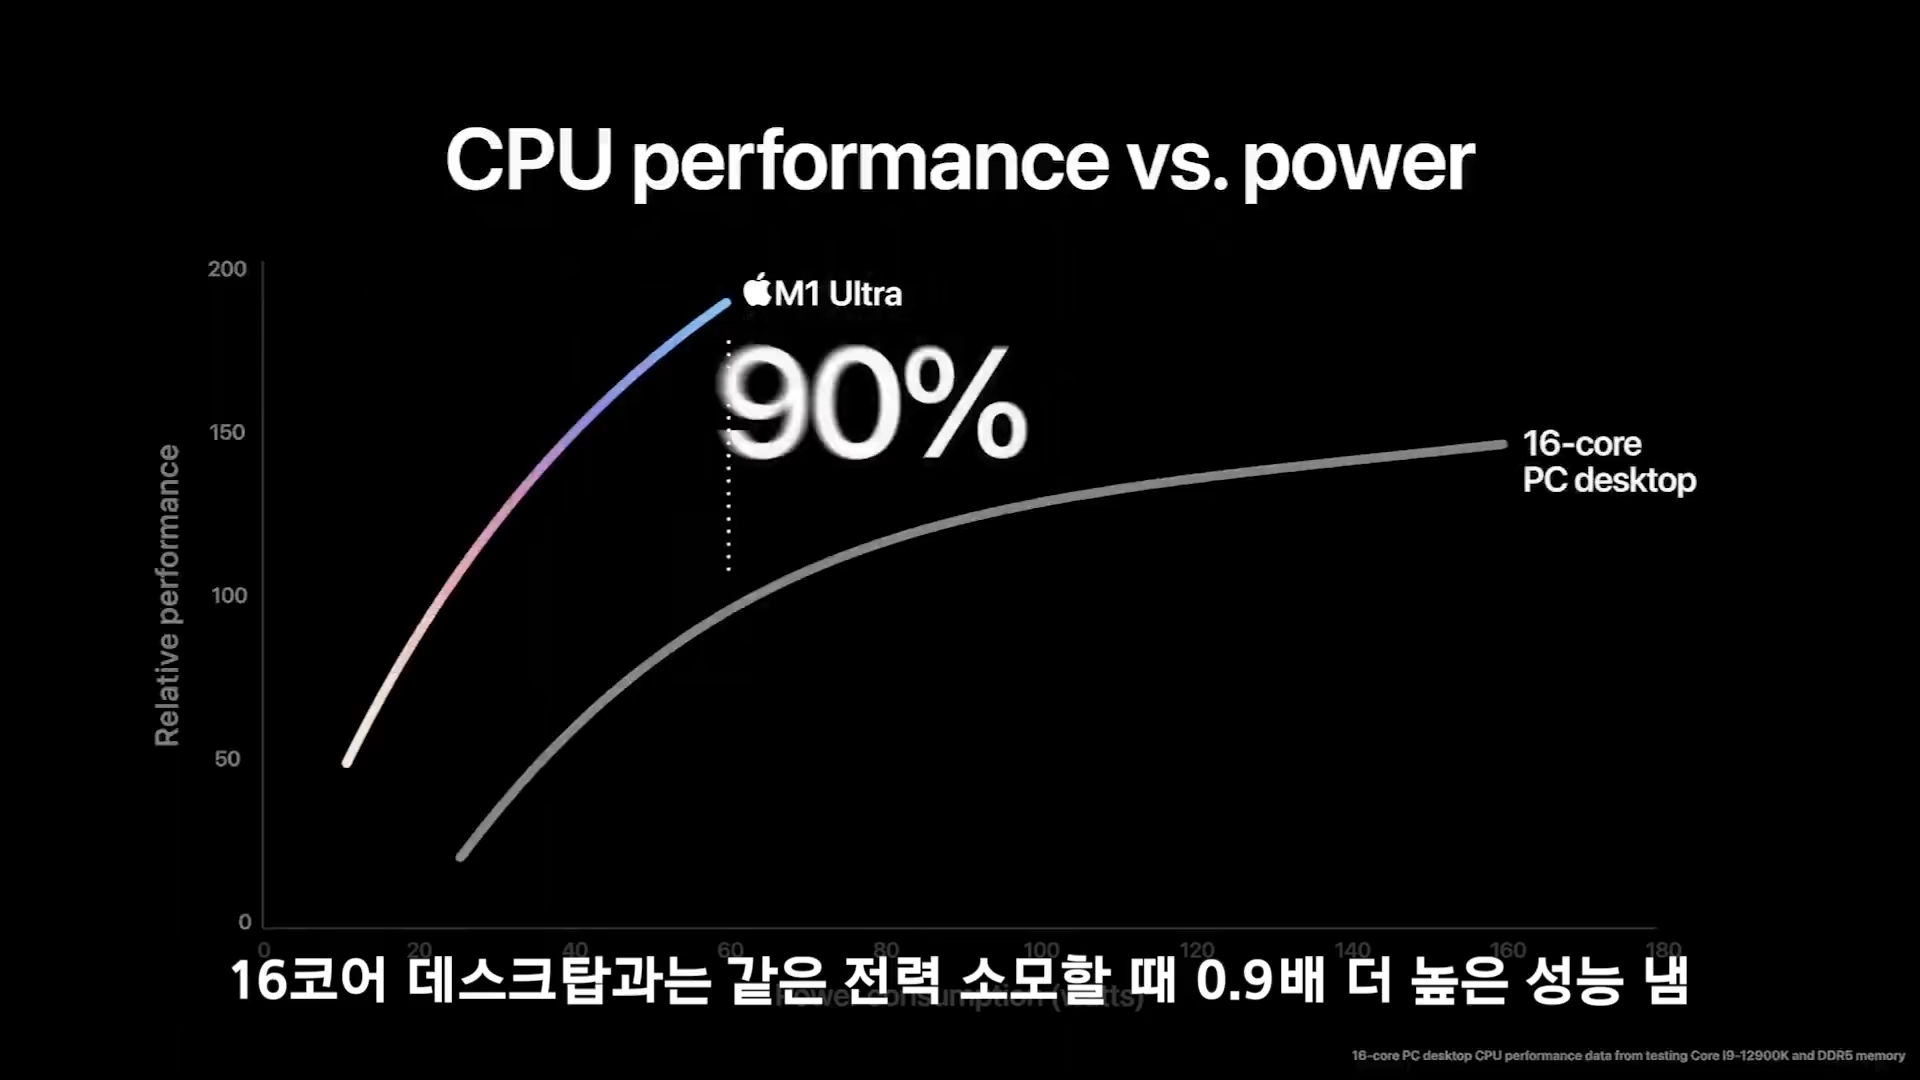 CPU performance vs. power
200
M1 Ultra
90%
150
16-core
PC desktop
Relative performance
100
50
0
0 20 40 60 80 100 120 140 160 180
Power consumption (watts)
16코어 데스크탑과는 같은 전력 소모할 때 0.9배 더 높은 성능 냄
16-core PC desktop CPU performance data from testing Core i9-12900K and DDR5 memory